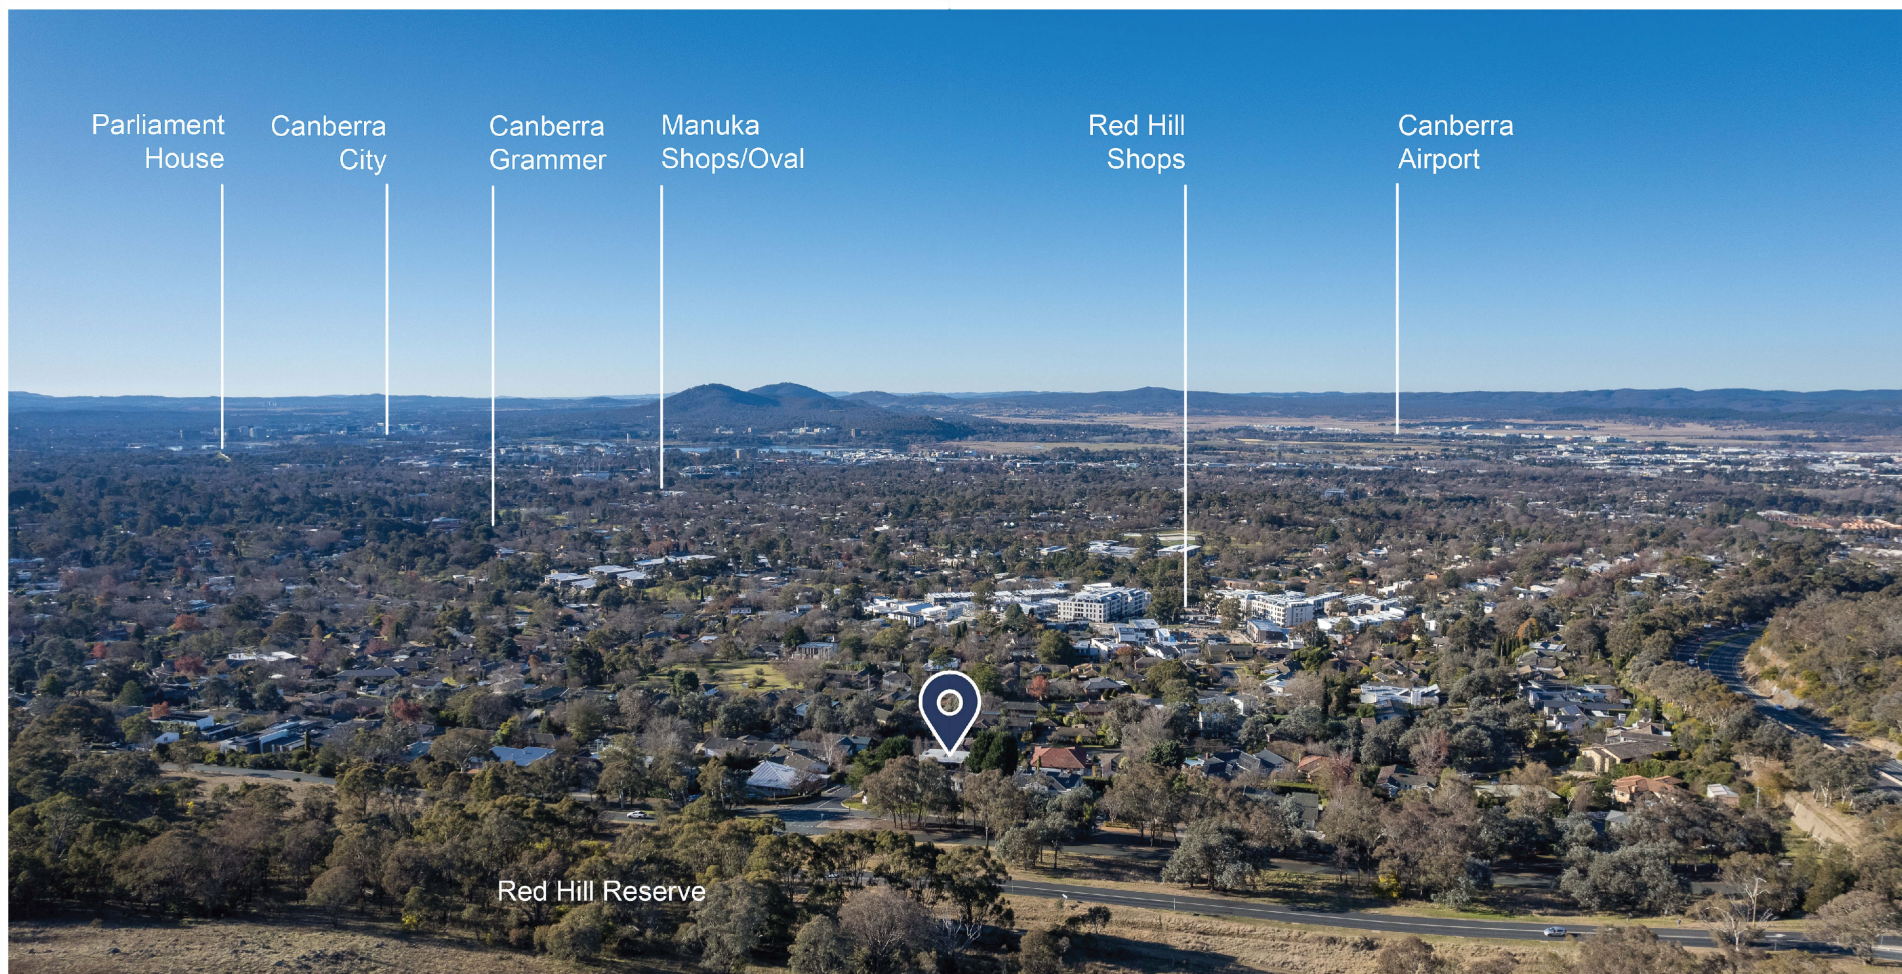 Parliament
House
Canberra
City
Canberra
Grammer
Manuka
Shops/Oval
Red Hill
Shops
Canberra
Airport
Red Hill Reserve